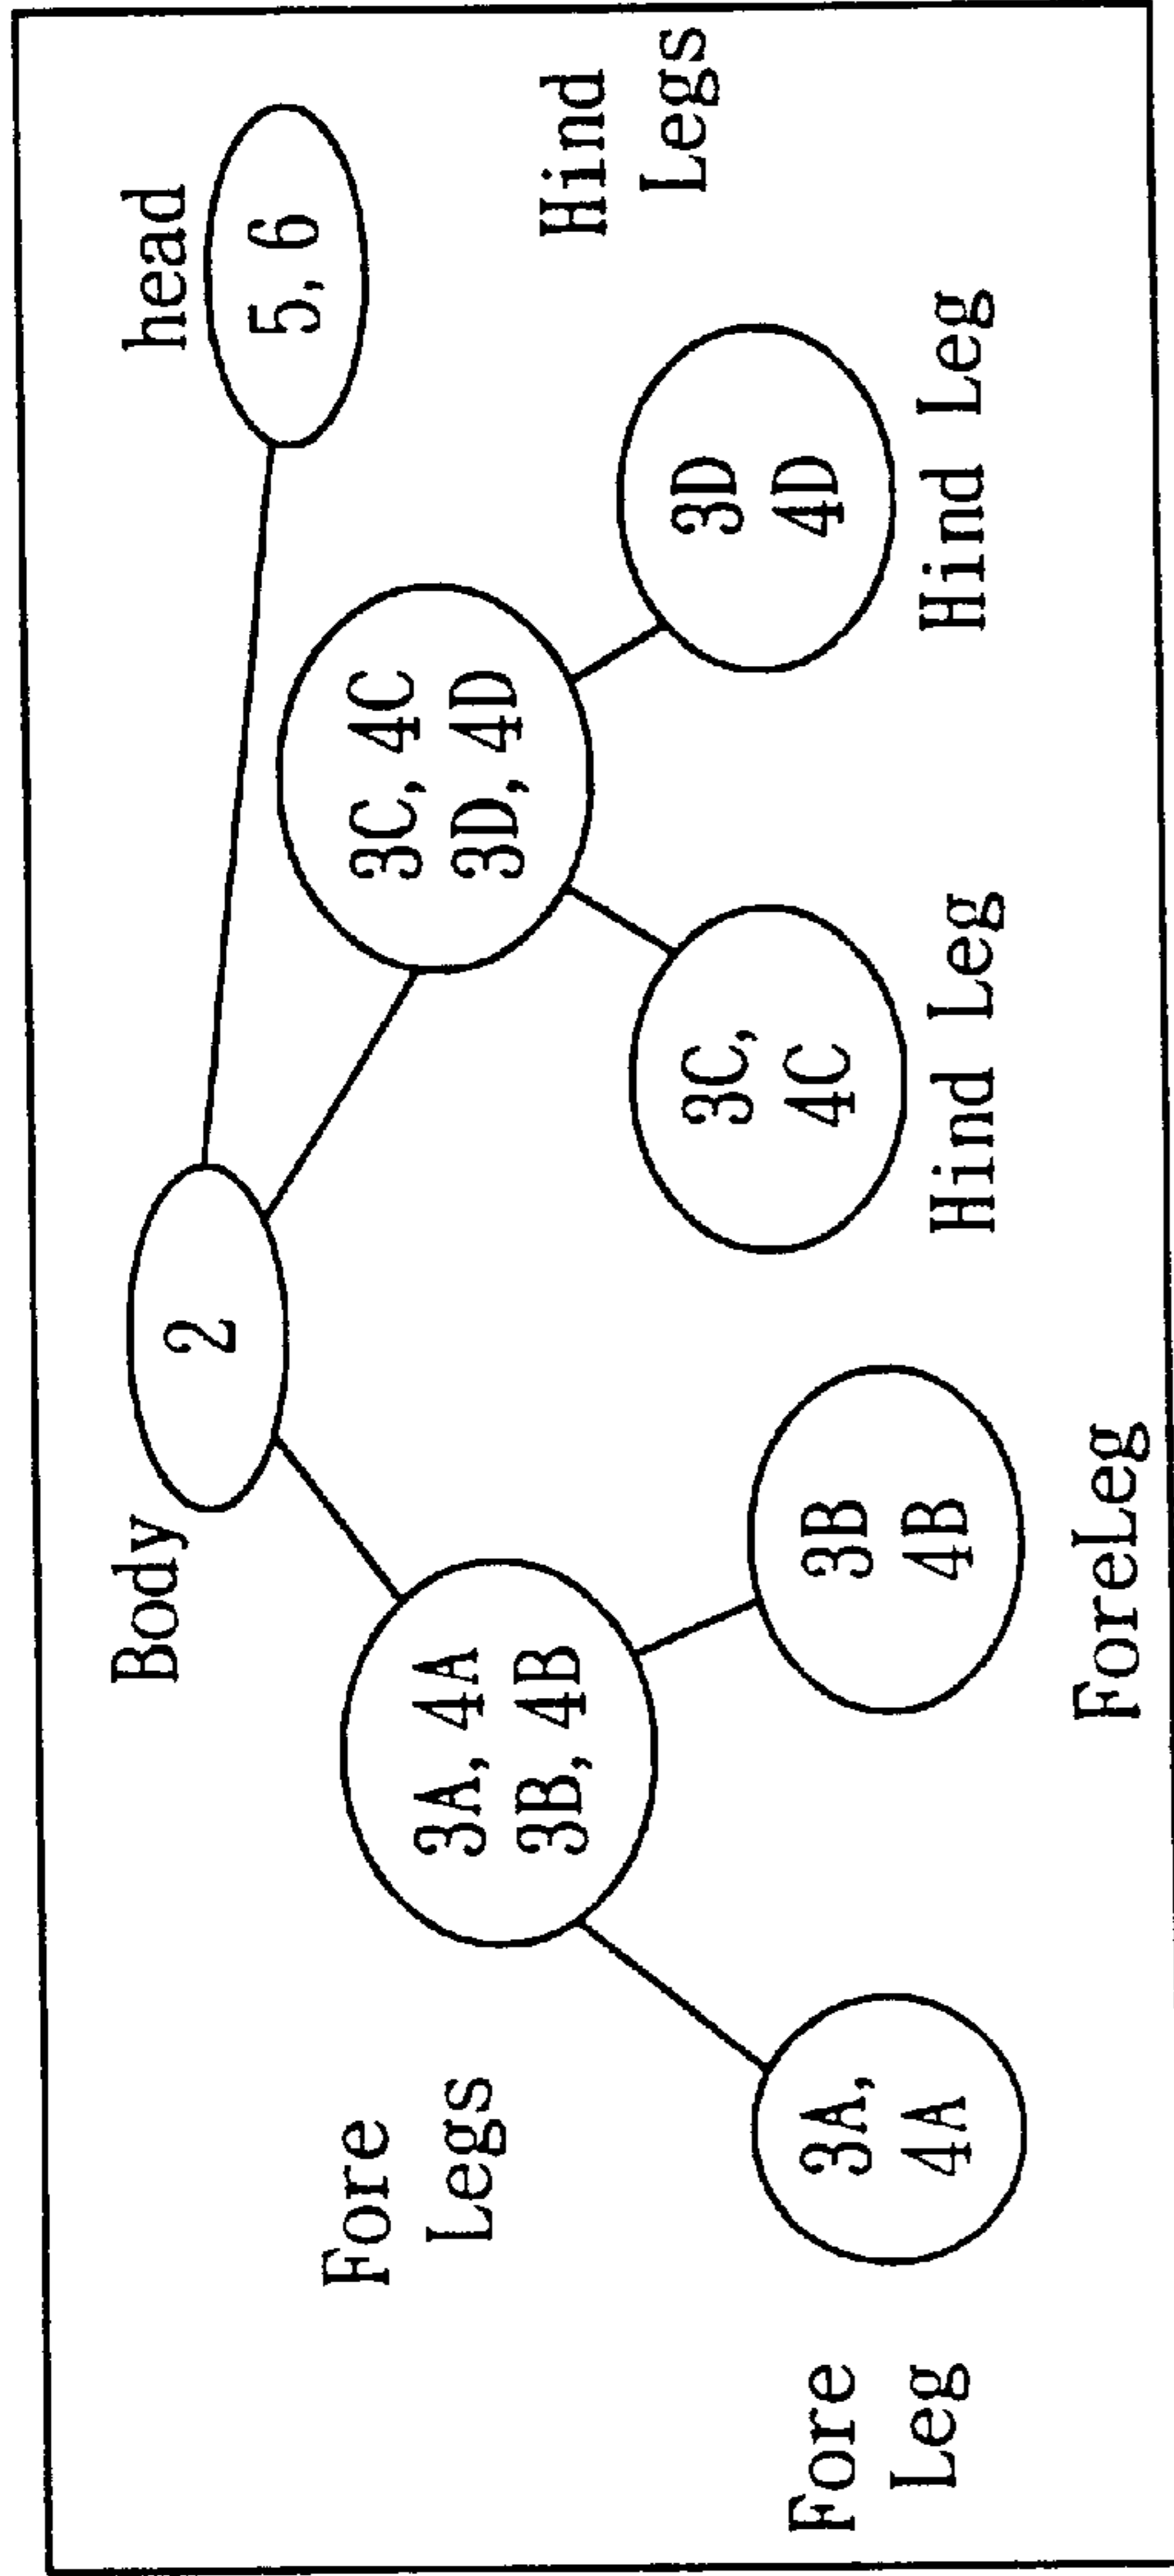 Body
2
head
5, 6
Fore
Legs
3A, 4A
3B, 4B
3C, 4C
3D, 4D
Hind
Legs
Fore
Leg
3A,
4A
3B
4B
ForeLeg
3C,
4C
Hind Leg
3D
4D
Hind Leg